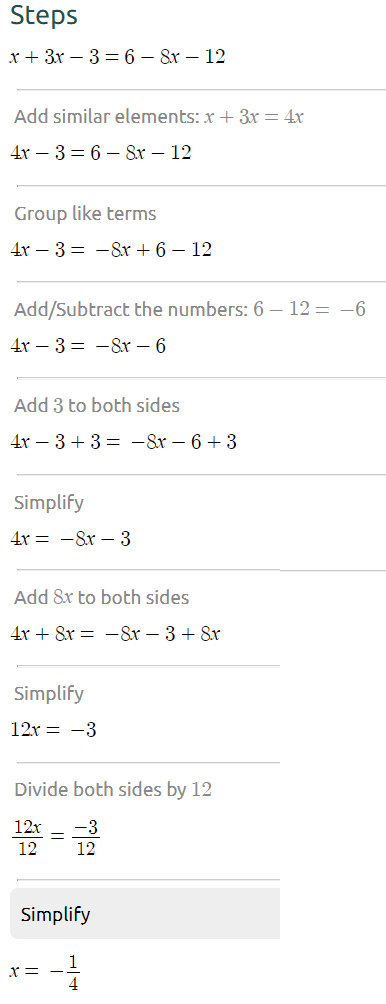 Steps
x + 3x − 3 = 6 − 8x − 12
Add similar elements: x + 3x = 4x
4x − 3 = 6 − 8x − 12
Group like terms
4x − 3 = −8x + 6 − 12
Add/Subtract the numbers: 6 − 12 = −6
4x − 3 = −8x − 6
Add 3 to both sides
4x − 3 + 3 = −8x − 6 + 3
Simplify
4x = −8x − 3
Add 8x to both sides
4x + 8x = −8x − 3 + 8x
Simplify
12x = −3
Divide both sides by 12
12x/12 = −3/12
Simplify
x = −1/4